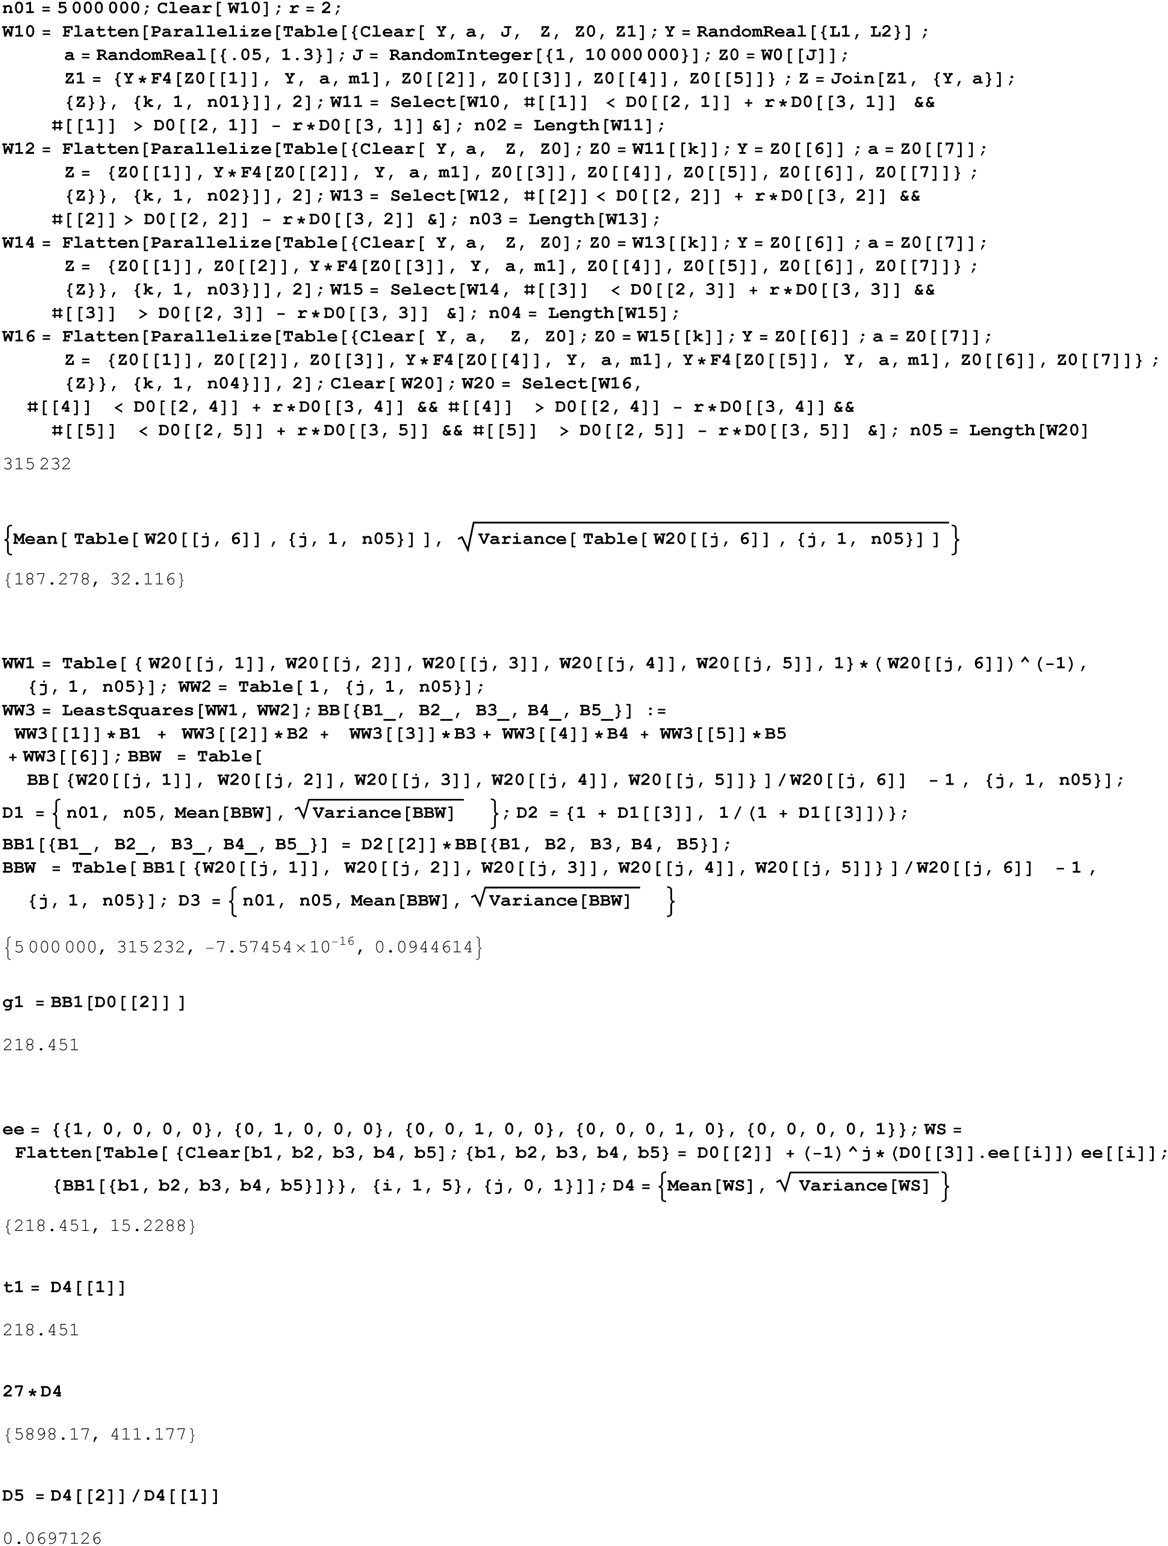 n01 = 5 000 000; Clear[ W10]; r = 2;
W10 = Flatten[Parallelize[Table[{Clear[ Y, a, J,  Z, Z0, Z1]; Y = RandomReal[{L1, L2}] ;
a = RandomReal[{.05, 1.3}]; J = RandomInteger[{1, 10 000 000}]; Z0 = W0[[J]];
Z1 = {Y*F4[Z0[[1]], Y, a, m1], Z0[[2]], Z0[[3]], Z0[[4]], Z0[[5]]} ; Z = Join[Z1, {Y, a}];
{Z}}, {k, 1, n01}]], 2]; W11 = Select[W10, #[[1]]  < D0[[2, 1]] + r*D0[[3, 1]]  &&
#[[1]]  > D0[[2, 1]] - r*D0[[3, 1]] &]; n02 = Length[W11];
W12 = Flatten[Parallelize[Table[{Clear[ Y, a,  Z, Z0]; Z0 = W11[[k]]; Y = Z0[[6]] ; a = Z0[[7]];
Z =  {Z0[[1]], Y*F4[Z0[[2]], Y, a, m1], Z0[[3]], Z0[[4]], Z0[[5]], Z0[[6]], Z0[[7]]} ;
{Z}}, {k, 1, n02}]], 2]; W13 = Select[W12, #[[2]] < D0[[2, 2]] + r*D0[[3, 2]] &&
#[[2]] > D0[[2, 2]] - r*D0[[3, 2]] &]; n03 = Length[W13];
W14 = Flatten[Parallelize[Table[{Clear[ Y, a,  Z, Z0]; Z0 = W13[[k]]; Y = Z0[[6]] ; a = Z0[[7]];
Z =  {Z0[[1]], Z0[[2]], Y*F4[Z0[[3]], Y, a, m1], Z0[[4]], Z0[[5]], Z0[[6]], Z0[[7]]} ;
{Z}}, {k, 1, n03}]], 2]; W15 = Select[W14, #[[3]]  < D0[[2, 3]] + r*D0[[3, 3]] &&
#[[3]]  > D0[[2, 3]] - r*D0[[3, 3]]  &]; n04 = Length[W15];
W16 = Flatten[Parallelize[Table[{Clear[ Y, a,  Z, Z0]; Z0 = W15[[k]]; Y = Z0[[6]] ; a = Z0[[7]];
Z =  {Z0[[1]], Z0[[2]], Z0[[3]], Y*F4[Z0[[4]], Y, a, m1], Y*F4[Z0[[5]], Y, a, m1], Z0[[6]], Z0[[7]]} ;
{Z}}, {k, 1, n04}]], 2]; Clear[ W20]; W20 = Select[W16,
#[[4]]  < D0[[2, 4]] + r*D0[[3, 4]] && #[[4]]  > D0[[2, 4]] - r*D0[[3, 4]] &&
#[[5]]  < D0[[2, 5]] + r*D0[[3, 5]] && #[[5]]  > D0[[2, 5]] - r*D0[[3, 5]]  &]; n05 = Length[W20]
315 232
{Mean[ Table[ W20[[j, 6]] , {j, 1, n05}] ], √Variance[ Table[ W20[[j, 6]] , {j, 1, n05}] ] }
{187.278, 32.116}
WW1 = Table[ { W20[[j, 1]], W20[[j, 2]], W20[[j, 3]], W20[[j, 4]], W20[[j, 5]], 1} * ( W20[[j, 6]]) ^ (-1),
{j, 1, n05}]; WW2 = Table[ 1, {j, 1, n05}];
WW3 = LeastSquares[WW1, WW2]; BB[{B1_, B2_, B3_, B4_, B5_}] :=
WW3[[1]] *B1  +  WW3[[2]] *B2 +  WW3[[3]] *B3 + WW3[[4]] *B4 + WW3[[5]] *B5
+ WW3[[6]]; BBW  = Table[
BB[ {W20[[j, 1]], W20[[j, 2]], W20[[j, 3]], W20[[j, 4]], W20[[j, 5]]} ] / W20[[j, 6]]  - 1 , {j, 1, n05}];
D1 = { n01, n05, Mean[BBW], √Variance[BBW]  }; D2 = {1 + D1[[3]], 1 / (1 + D1[[3]])};
BB1[{B1_, B2_, B3_, B4_, B5_}] = D2[[2]] * BB[{B1, B2, B3, B4, B5}];
BBW  = Table[ BB1[ {W20[[j, 1]], W20[[j, 2]], W20[[j, 3]], W20[[j, 4]], W20[[j, 5]]} ] / W20[[j, 6]]  - 1 ,
{j, 1, n05}]; D3 = { n01, n05, Mean[BBW], √Variance[BBW]  }
{5 000 000, 315 232, -7.57454×10^-16, 0.0944614}
g1  = BB1[D0[[2]] ]
218.451
ee = {{1, 0, 0, 0, 0}, {0, 1, 0, 0, 0}, {0, 0, 1, 0, 0}, {0, 0, 0, 1, 0}, {0, 0, 0, 0, 1}}; WS =
Flatten[Table[ {Clear[b1, b2, b3, b4, b5]; {b1, b2, b3, b4, b5} = D0[[2]] + (-1) ^ j * (D0[[3]].ee[[i]]) ee[[i]];
{BB1[{b1, b2, b3, b4, b5}]}}, {i, 1, 5}, {j, 0, 1}]]; D4 = {Mean[WS], √Variance[WS] }
{218.451, 15.2288}
t1 = D4[[1]]
218.451
27 * D4
{5898.17, 411.177}
D5 = D4[[2]] / D4[[1]]
0.0697126